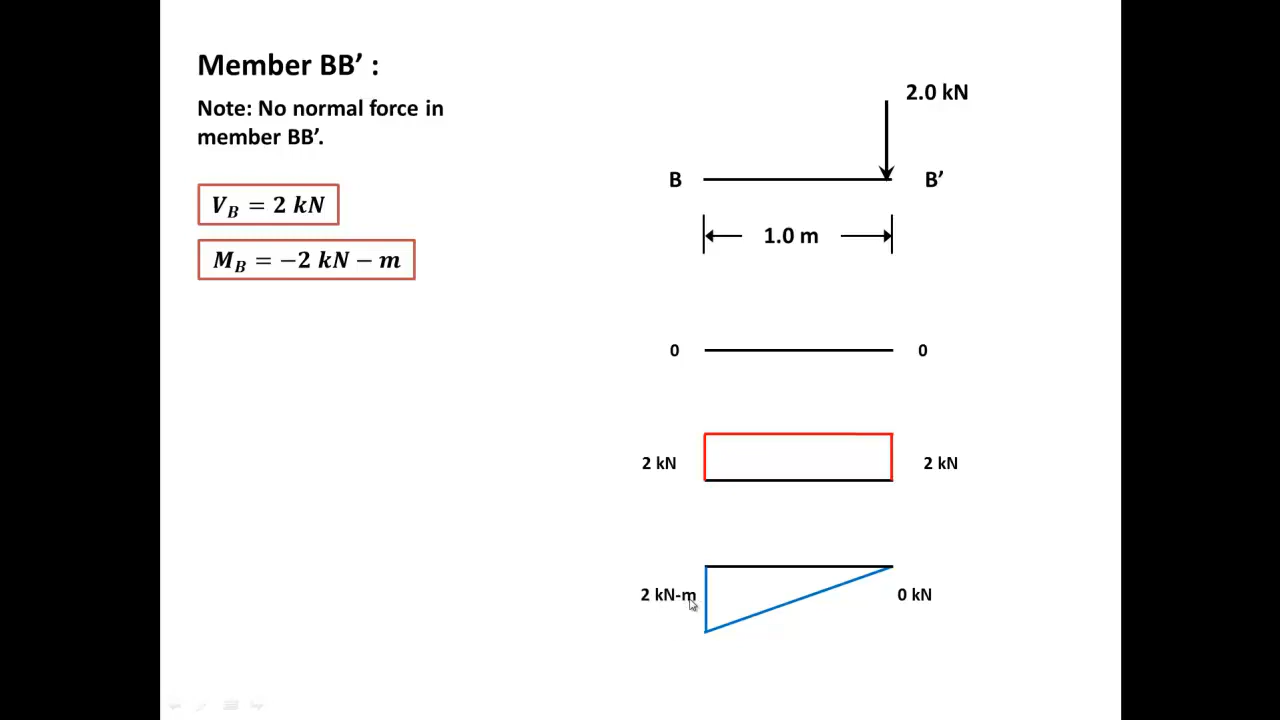 Member BB’ :
Note: No normal force in
member BB’.
V_B = 2 kN
M_B = −2 kN − m
2.0 kN
B B’
1.0 m
0 0
2 kN 2 kN
2 kN-m 0 kN